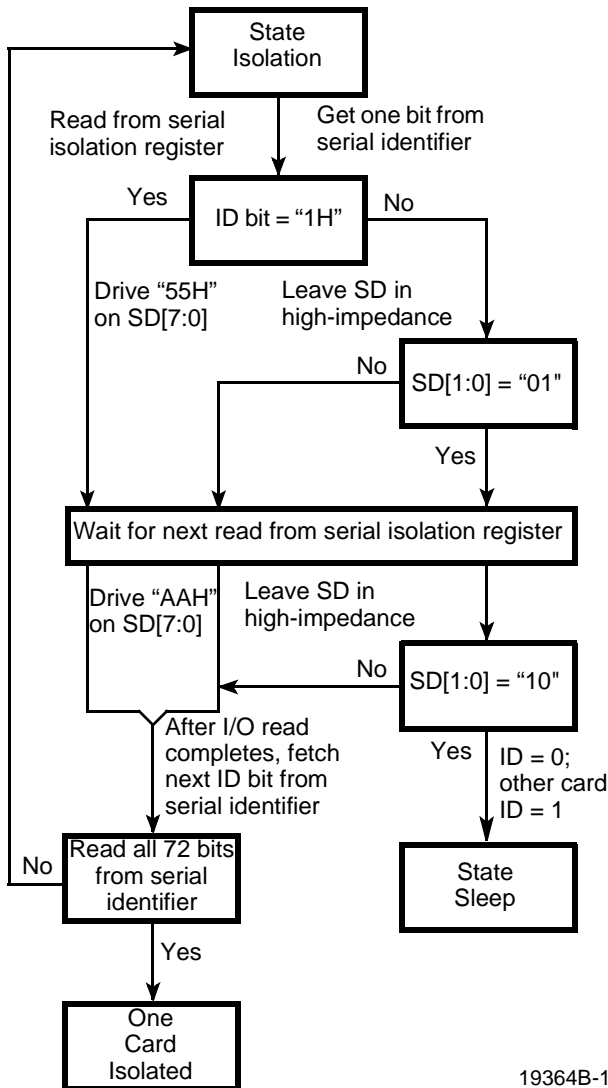 State
Isolation
Read from serial
isolation register
Get one bit from
serial identifier
Yes
ID bit = “1H”
No
Drive “55H”
on SD[7:0]
Leave SD in
high-impedance
No
SD[1:0] = “01"
Yes
Wait for next read from serial isolation register
Drive “AAH”
on SD[7:0]
Leave SD in
high-impedance
No
SD[1:0] = “10"
After I/O read
completes, fetch
next ID bit from
serial identifier
Yes
ID = 0;
other card
ID = 1
No
Read all 72 bits
from serial
identifier
State
Sleep
Yes
One
Card
Isolated
19364B-1